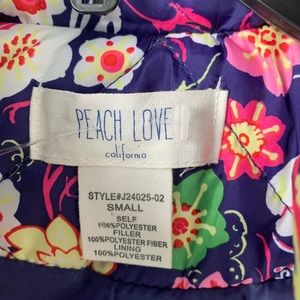 PEACH LOVE
california
STYLE#J24025-02
SMALL
SELF
100%POLYESTER
FILLER
100%POLYESTER FIBER
LINING
100%POLYESTER